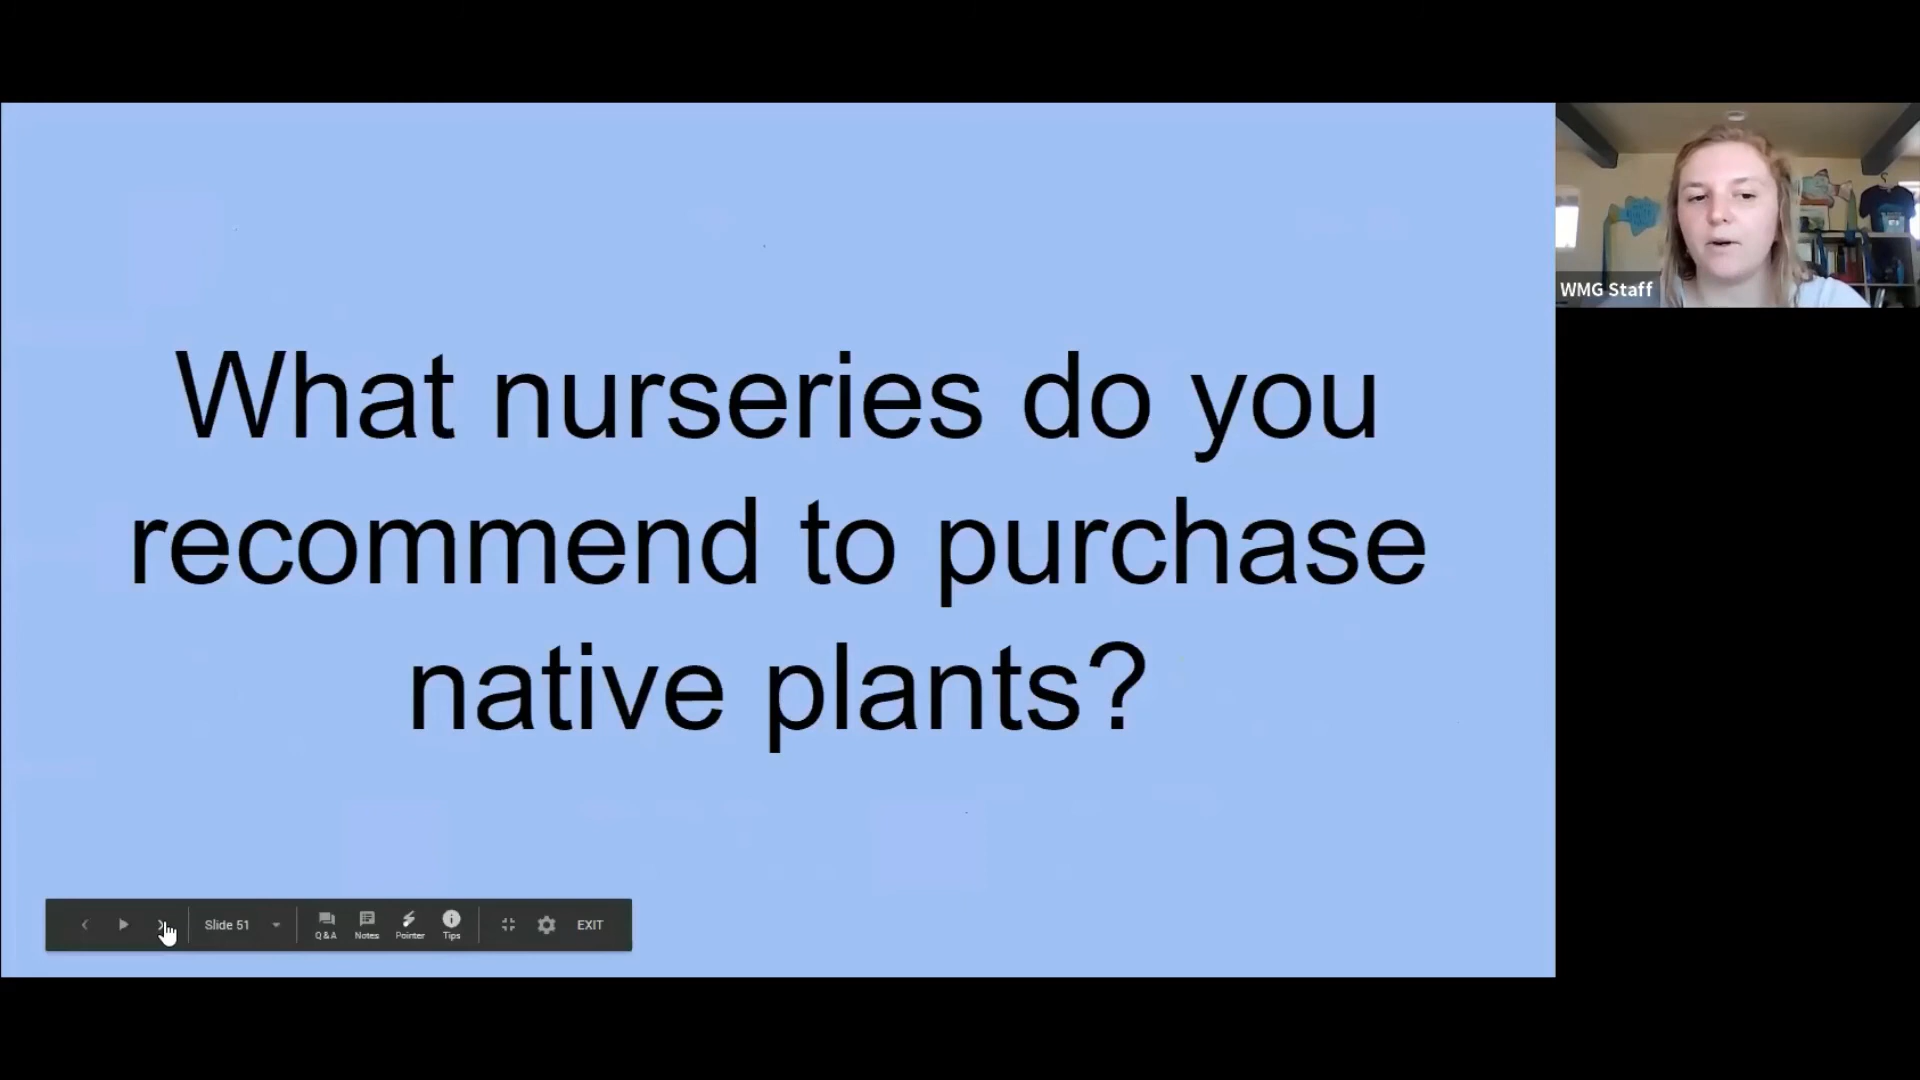 What nurseries do you
recommend to purchase
native plants?
WMG Staff
Slide 51
Q&A
Notes
Pointer
Tips
EXIT